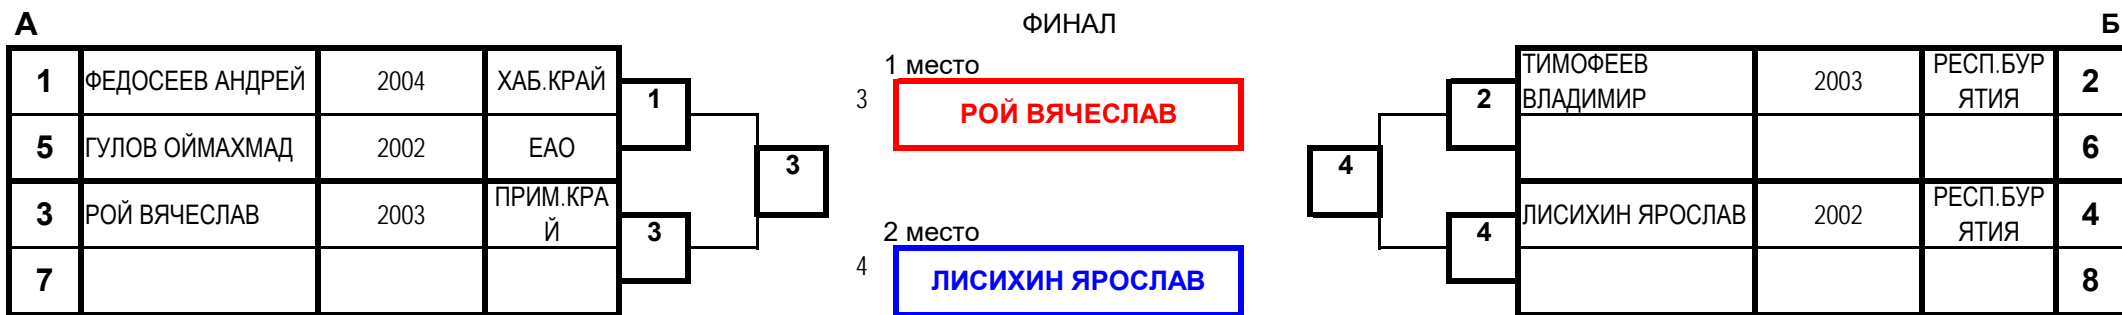 А
ФИНАЛ
Б
1 ФЕДОСЕЕВ АНДРЕЙ 2004 ХАБ.КРАЙ
5 ГУЛОВ ОЙМАХМАД 2002 ЕАО
3 РОЙ ВЯЧЕСЛАВ 2003 ПРИМ.КРА
Й
7
1
3
3
1 место
3 РОЙ ВЯЧЕСЛАВ
2 место
4 ЛИСИХИН ЯРОСЛАВ
4
2
4
ТИМОФЕЕВ
ВЛАДИМИР 2003 РЕСП.БУР
ЯТИЯ 2
6
ЛИСИХИН ЯРОСЛАВ 2002 РЕСП.БУР
ЯТИЯ 4
8